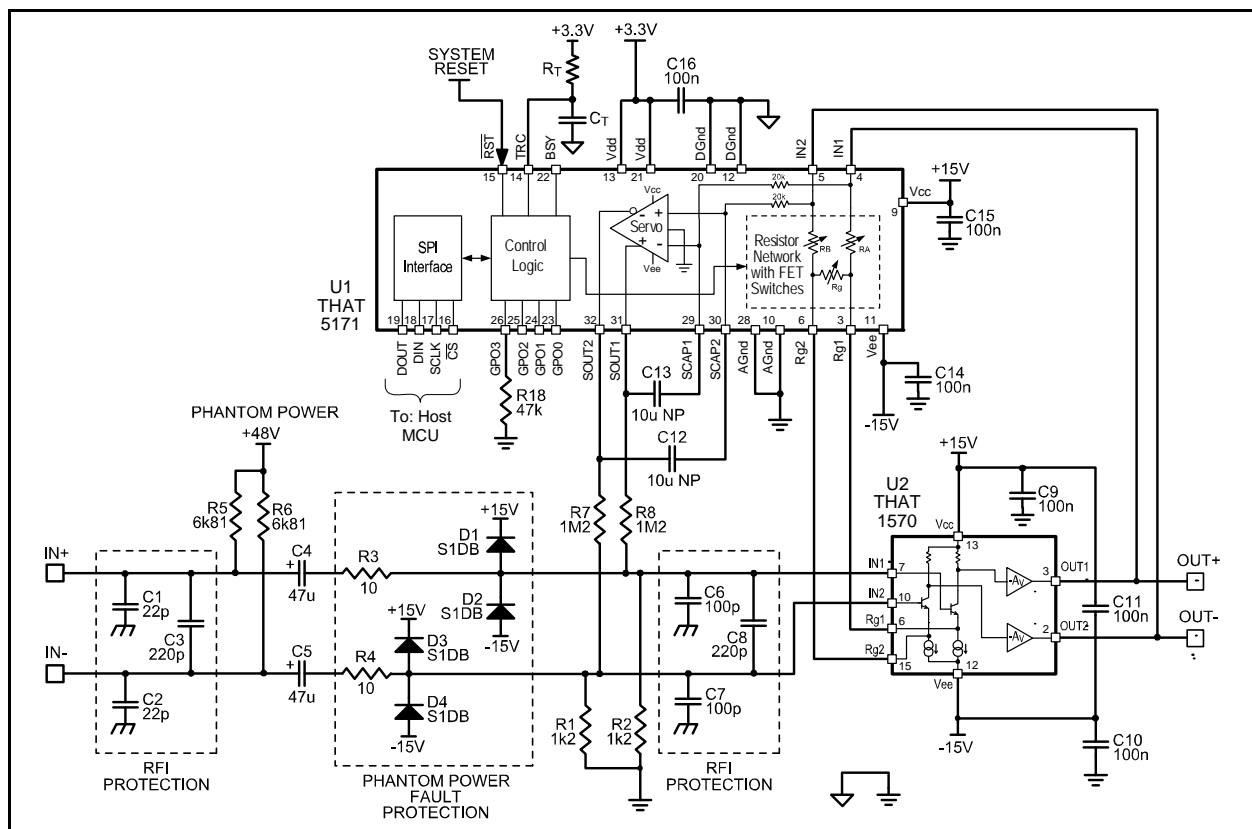 +3.3V
+3.3V
SYSTEM
RESET
RT
CT
C16
100n
RST
TRC
BSY
Vdd
Vdd
DGnd
DGnd
IN2
IN1
15
14
22
13
21
20
12
5
4
+15V
Vcc
9
C15
100n
20k
20k
Vcc
Servo
Vee
+
-
-
+
SPI
Interface
Control
Logic
Resistor
Network
with FET
Switches
RB
RA
Rg
U1
THAT
5171
19
18
17
16
26
25
24
23
32
31
29
30
28
10
6
3
11
DOUT
DIN
SCLK
CS
GPO3
GPO2
GPO1
GPO0
SOUT2
SOUT1
SCAP1
SCAP2
AGnd
AGnd
Rg2
Rg1
Vee
C14
100n
-15V
To: Host
MCU
R18
47k
C13
10u NP
C12
10u NP
PHANTOM POWER
+48V
R5
6k81
R6
6k81
R7
1M2
R8
1M2
+15V
U2
THAT
1570
C9
100n
Vcc
13
+15V
D1
S1DB
D2
S1DB
-15V
+15V
D3
S1DB
D4
S1DB
-15V
IN+
IN-
C1
22p
C3
220p
C2
22p
+
C4
47u
R3
10
+
C5
47u
R4
10
C6
100p
C8
220p
C7
100p
R1
1k2
R2
1k2
IN1
7
IN2
10
Rg1
6
Rg2
15
-AV
-AV
3
OUT1
2
OUT2
12
Vee
-15V
OUT+
OUT-
C11
100n
C10
100n
RFI
PROTECTION
PHANTOM POWER
FAULT
PROTECTION
RFI
PROTECTION